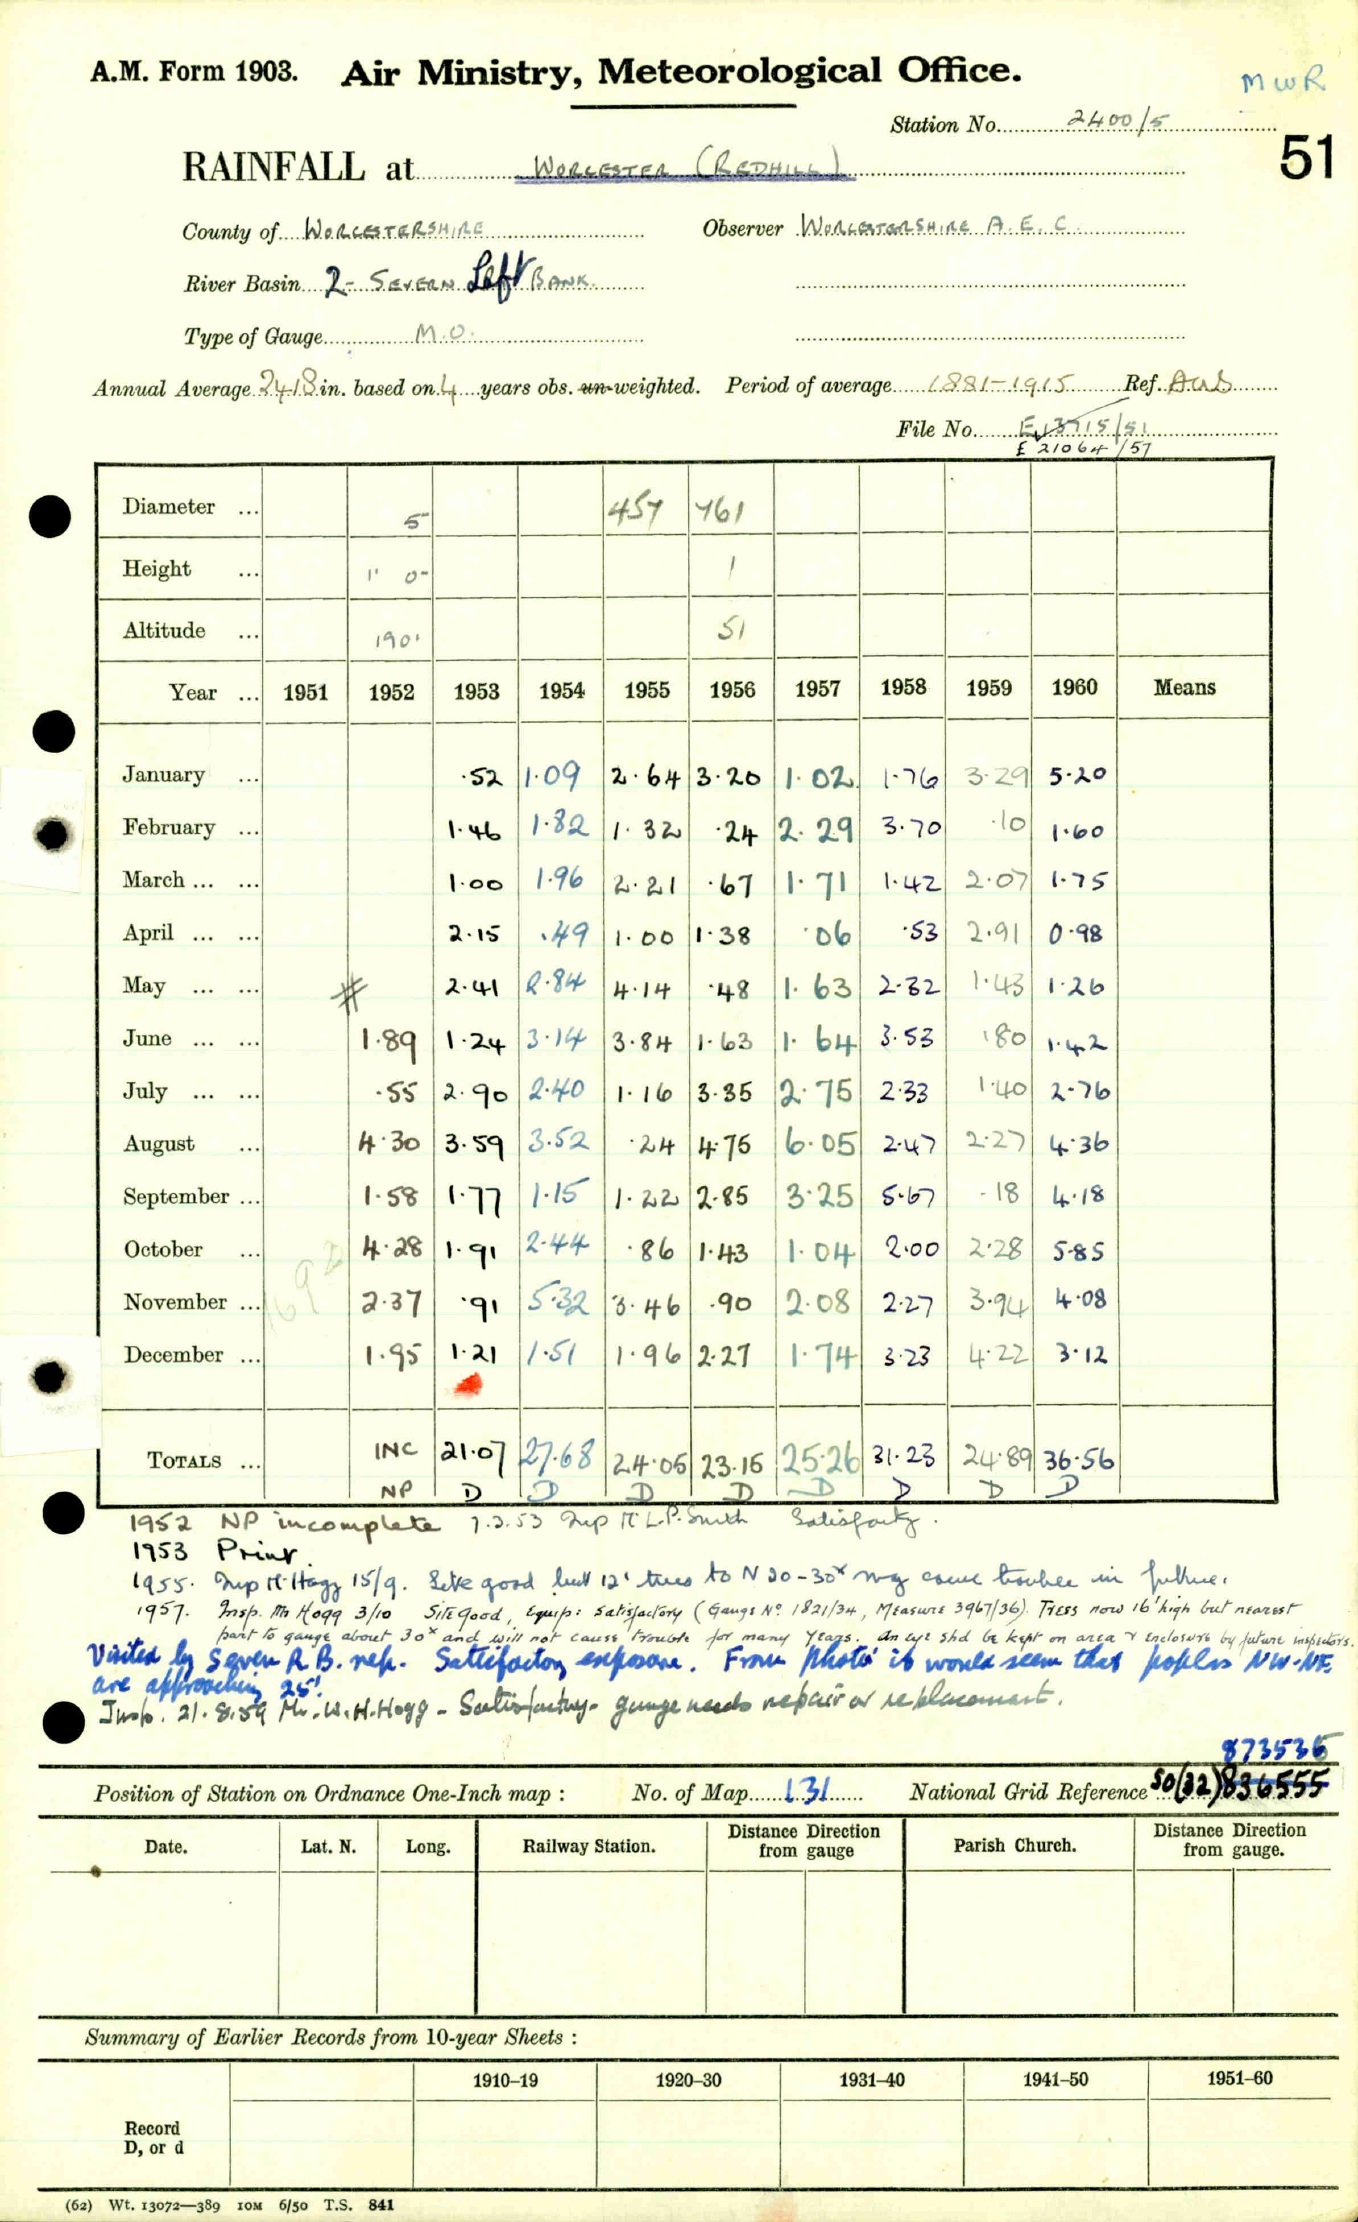 A.M. Form 1903. Air Ministry, Meteorological Office.
MWR
Station No. 2400/5
51
RAINFALL at WORCESTER (REDHILL)
County of WORCESTERSHIRE Observer WORCESTERSHIRE A.E.C.
River Basin 2- SEVERN Left BANK.
Type of Gauge M.O.
Annual Average 24.18 in. based on 4 years obs. un-weighted. Period of average 1881-1915 Ref.
File No. E 13715/51
E 21064/57
Diameter ... 5 457 761
Height ... 1' 0" 1
Altitude ... 190' 51
Year ... 1951 1952 1953 1954 1955 1956 1957 1958 1959 1960 Means
January ... .52 1.09 2.64 3.20 1.02 1.76 3.29 5.20
February ... 1.46 1.82 1.32 .24 2.29 3.70 .10 1.60
March ... ... 1.00 1.96 2.21 .67 1.71 1.42 2.07 1.75
April ... ... 2.15 .49 1.00 1.38 .06 .53 2.91 0.98
May ... ... # 2.41 2.84 4.14 .48 1.63 2.32 1.43 1.26
June ... ... 1.89 1.24 3.14 3.84 1.63 1.64 3.53 .80 1.42
July ... ... .55 2.90 2.40 1.16 3.35 2.75 2.33 1.40 2.76
August ... 4.30 3.59 3.52 .24 4.75 6.05 2.47 2.27 4.36
September ... 1.58 1.77 1.15 1.22 2.85 3.25 5.67 .18 4.18
October ... 4.28 1.91 2.44 .86 1.43 1.04 2.00 2.28 5.85
November ... 2.37 .91 5.32 3.46 .90 2.08 2.27 3.94 4.08
December ... 1.95 1.21 1.51 1.96 2.27 1.74 3.23 4.22 3.12
16.92
TOTALS ... INC 21.07 27.68 24.05 23.15 25.26 31.23 24.89 36.56
NP D D D D D D D D
1952 NP incomplete 7.2.53 Insp H.L.P. Smith Satisfacty.
1953 Print.
1955. Insp Mr Hogg 15/9. Site good but 12' trees to N 20-30x may cause trouble in future.
1957. Insp. Mr Hogg 3/10 Site Good, Equip: satisfactory (Gauge No 1821/34, Measure 3967/36). Trees now 16' high but nearest
part to gauge about 30x and will not cause trouble for many years. An eye shd be kept on area & enclosure by future inspectors.
Visited by Severn R.B. rep. Satisfactory exposure. From photo it would seem that poplars NW-NE
are approaching 25'.
Insp. 21.8.59 Mr. W.H. Hogg - Satisfactory - gauge needs repair or replacement.
873536
Position of Station on Ordnance One-Inch map : No. of Map 131 National Grid Reference SO(32)836555
Date. Lat. N. Long. Railway Station. Distance Direction from gauge Parish Church. Distance Direction from gauge.
Summary of Earlier Records from 10-year Sheets :
1910–19 1920–30 1931–40 1941–50 1951–60
Record
D, or d
(62) Wt. 13072—389 10M 6/50 T.S. 841